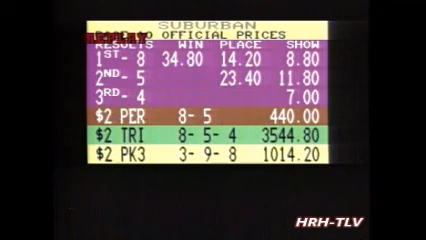 SUBURBAN
TO OFFICIAL PRICES
RESULTS WIN PLACE SHOW
1ST- 8 34.80 14.20 8.80
2ND- 5 23.40 11.80
3RD- 4 7.00
$2 PER 8- 5 440.00
$2 TRI 8- 5- 4 3544.80
$2 PK3 3- 9- 8 1014.20
HRH-TLV